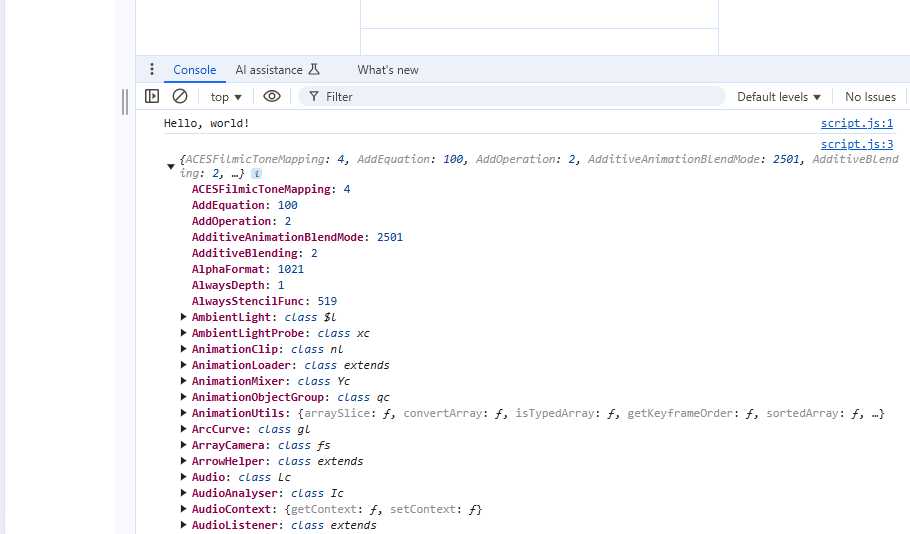 Console AI assistance What's new
top Filter Default levels No Issues
Hello, world! script.js:1
script.js:3
{ACESFilmicToneMapping: 4, AddEquation: 100, AddOperation: 2, AdditiveAnimationBlendMode: 2501, AdditiveBlend
ing: 2, …} i
ACESFilmicToneMapping: 4
AddEquation: 100
AddOperation: 2
AdditiveAnimationBlendMode: 2501
AdditiveBlending: 2
AlphaFormat: 1021
AlwaysDepth: 1
AlwaysStencilFunc: 519
AmbientLight: class $l
AmbientLightProbe: class xc
AnimationClip: class nl
AnimationLoader: class extends
AnimationMixer: class Yc
AnimationObjectGroup: class qc
AnimationUtils: {arraySlice: ƒ, convertArray: ƒ, isTypedArray: ƒ, getKeyframeOrder: ƒ, sortedArray: ƒ, …}
ArcCurve: class gl
ArrayCamera: class fs
ArrowHelper: class extends
Audio: class Lc
AudioAnalyser: class Ic
AudioContext: {getContext: ƒ, setContext: ƒ}
AudioListener: class extends